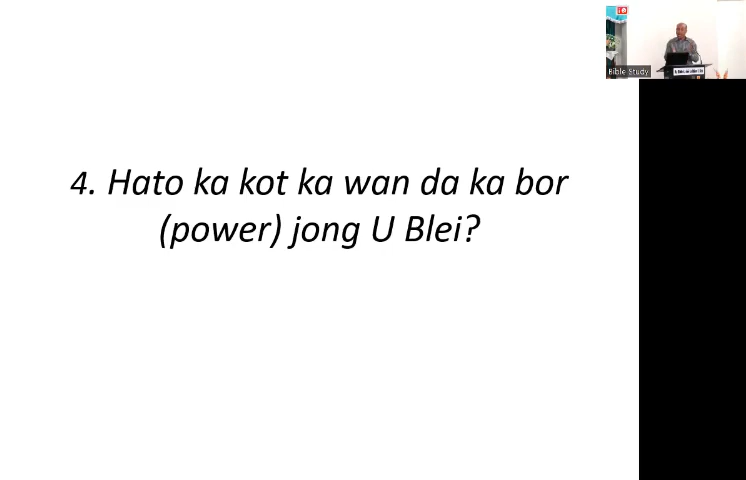 4. Hato ka kot ka wan da ka bor
(power) jong U Blei?
Bible Study